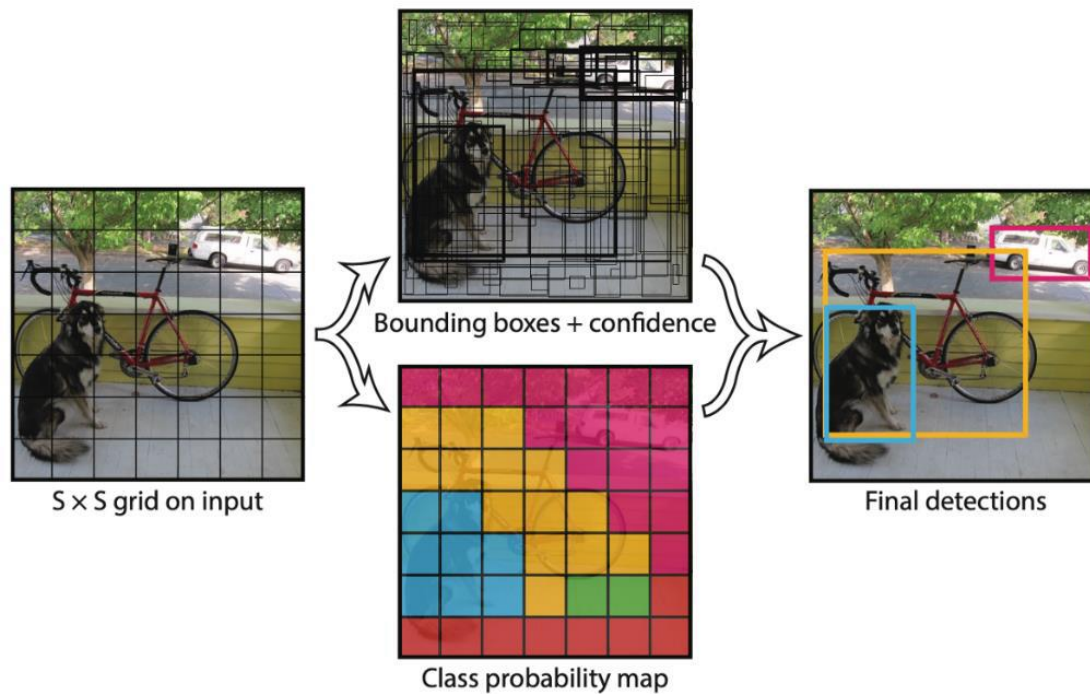 S × S grid on input
Bounding boxes + confidence
Class probability map
Final detections